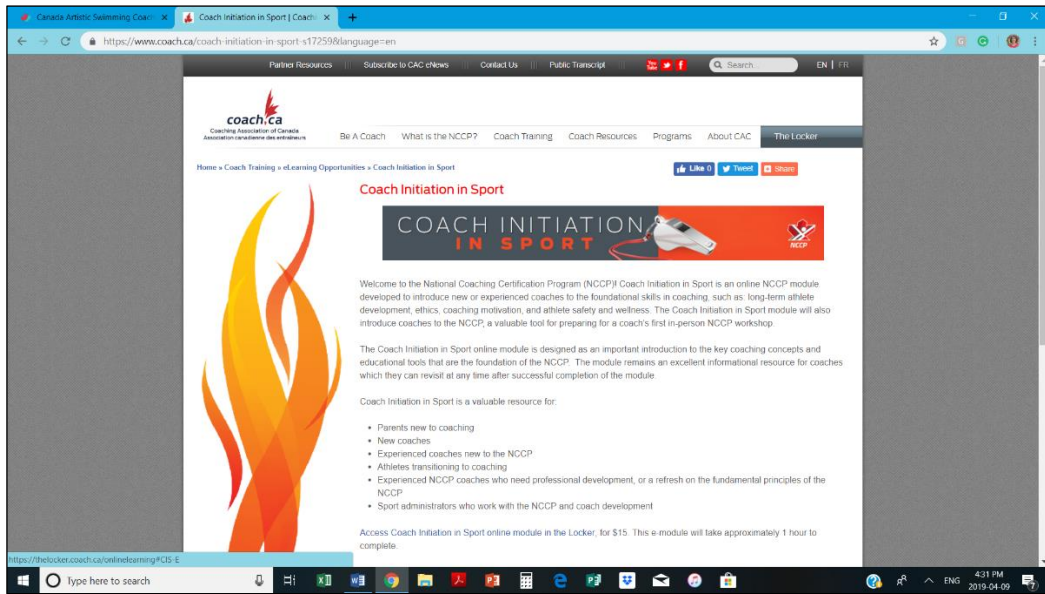 Canada Artistic Swimming Coach
Coach Initiation in Sport | Coachi
https://www.coach.ca/coach-initiation-in-sport-s17259&language=en
Partner Resources
Subscribe to CAC eNews
Contact Us
Public Transcript
You
Search...
EN | FR
coach.ca
Coaching Association of Canada
Association canadienne des entraîneurs
Be A Coach
What is the NCCP?
Coach Training
Coach Resources
Programs
About CAC
The Locker
Home » Coach Training » eLearning Opportunities » Coach Initiation in Sport
Like 0
Tweet
Share
Coach Initiation in Sport
COACH INITIATION
IN SPORT
NCCP
Welcome to the National Coaching Certification Program (NCCP)! Coach Initiation in Sport is an online NCCP module
developed to introduce new or experienced coaches to the foundational skills in coaching, such as: long-term athlete
development, ethics, coaching motivation, and athlete safety and wellness. The Coach Initiation in Sport module will also
introduce coaches to the NCCP, a valuable tool for preparing for a coach's first in-person NCCP workshop.
The Coach Initiation in Sport online module is designed as an important introduction to the key coaching concepts and
educational tools that are the foundation of the NCCP. The module remains an excellent informational resource for coaches
which they can revisit at any time after successful completion of the module.
Coach Initiation in Sport is a valuable resource for:
• Parents new to coaching
• New coaches
• Experienced coaches new to the NCCP
• Athletes transitioning to coaching
• Experienced NCCP coaches who need professional development, or a refresh on the fundamental principles of the
NCCP
• Sport administrators who work with the NCCP and coach development
Access Coach Initiation in Sport online module in the Locker, for $15. This e-module will take approximately 1 hour to
complete.
https://thelocker.coach.ca/onlinelearning#CIS-E
Type here to search
ENG
4:31 PM
2019-04-09
7